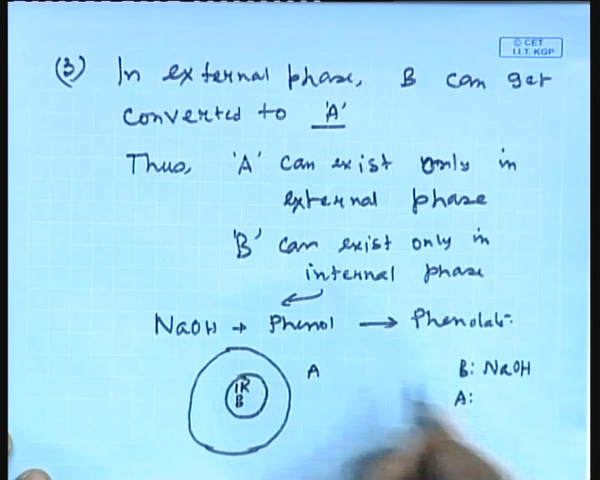 © CET
I.I.T. KGP
(3) In external phase, B can get
converted to 'A'
Thus, 'A' can exist only in
external phase
'B' can exist only in
internal phase
NaOH + Phenol → Phenolate
A
IR
B
B: NaOH
A: